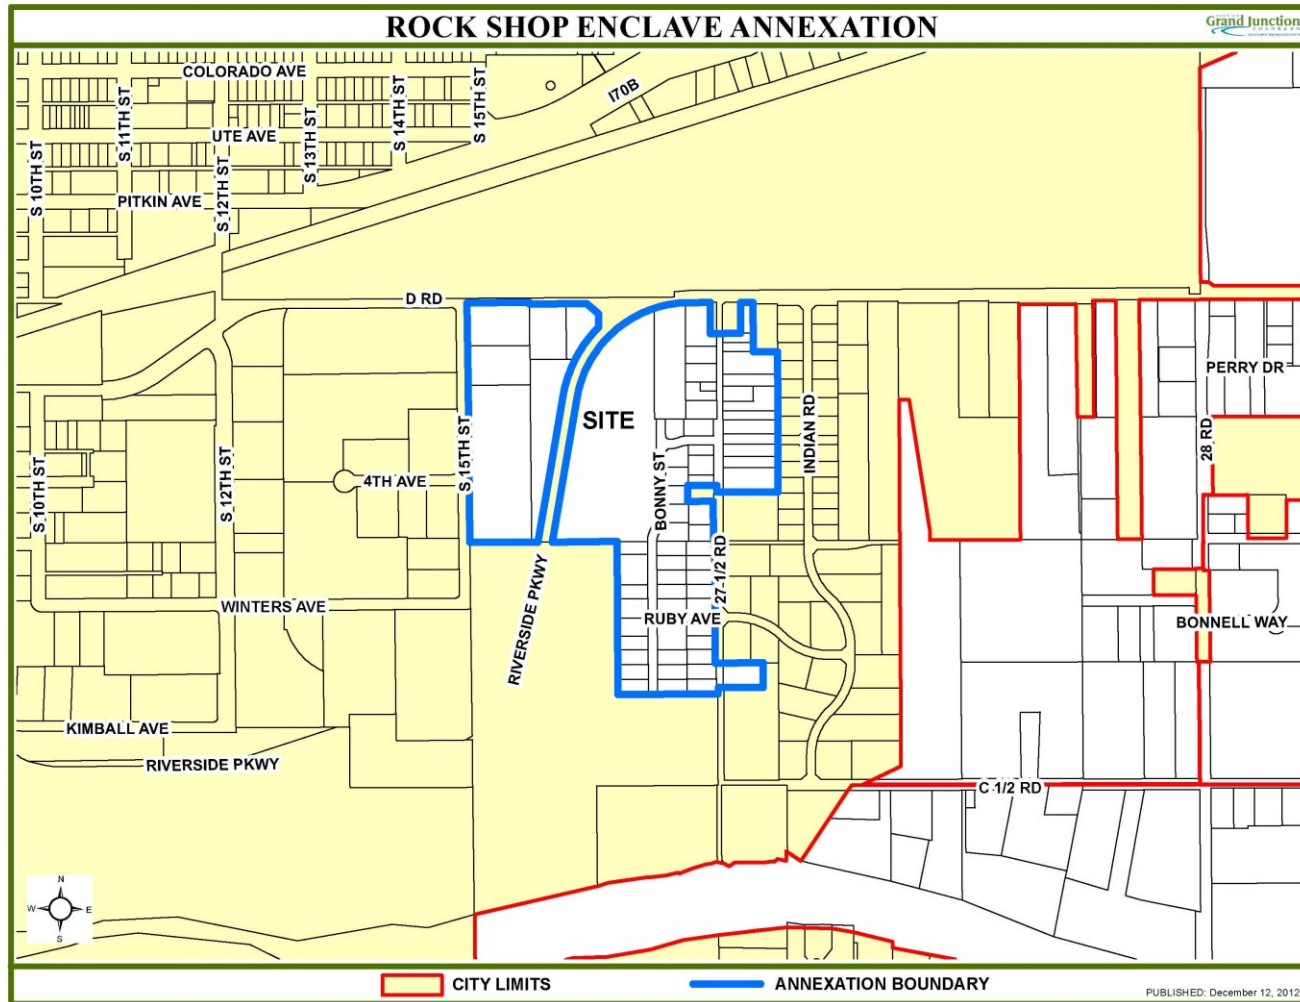 ROCK SHOP ENCLAVE ANNEXATION
Grand Junction
COLORADO
COLORADO AVE
I70B
S 10TH ST
S 11TH ST
S 12TH ST
S 13TH ST
S 14TH ST
S 15TH ST
UTE AVE
PITKIN AVE
D RD
PERRY DR
SITE
INDIAN RD
28 RD
S 10TH ST
S 12TH ST
4TH AVE
S 15TH ST
BONNY ST
27-1/2 RD
WINTERS AVE
RIVERSIDE PKWY
RUBY AVE
BONNELL WAY
KIMBALL AVE
RIVERSIDE PKWY
C 1/2 RD
N
W E
S
CITY LIMITS
ANNEXATION BOUNDARY
PUBLISHED: December 12, 2012